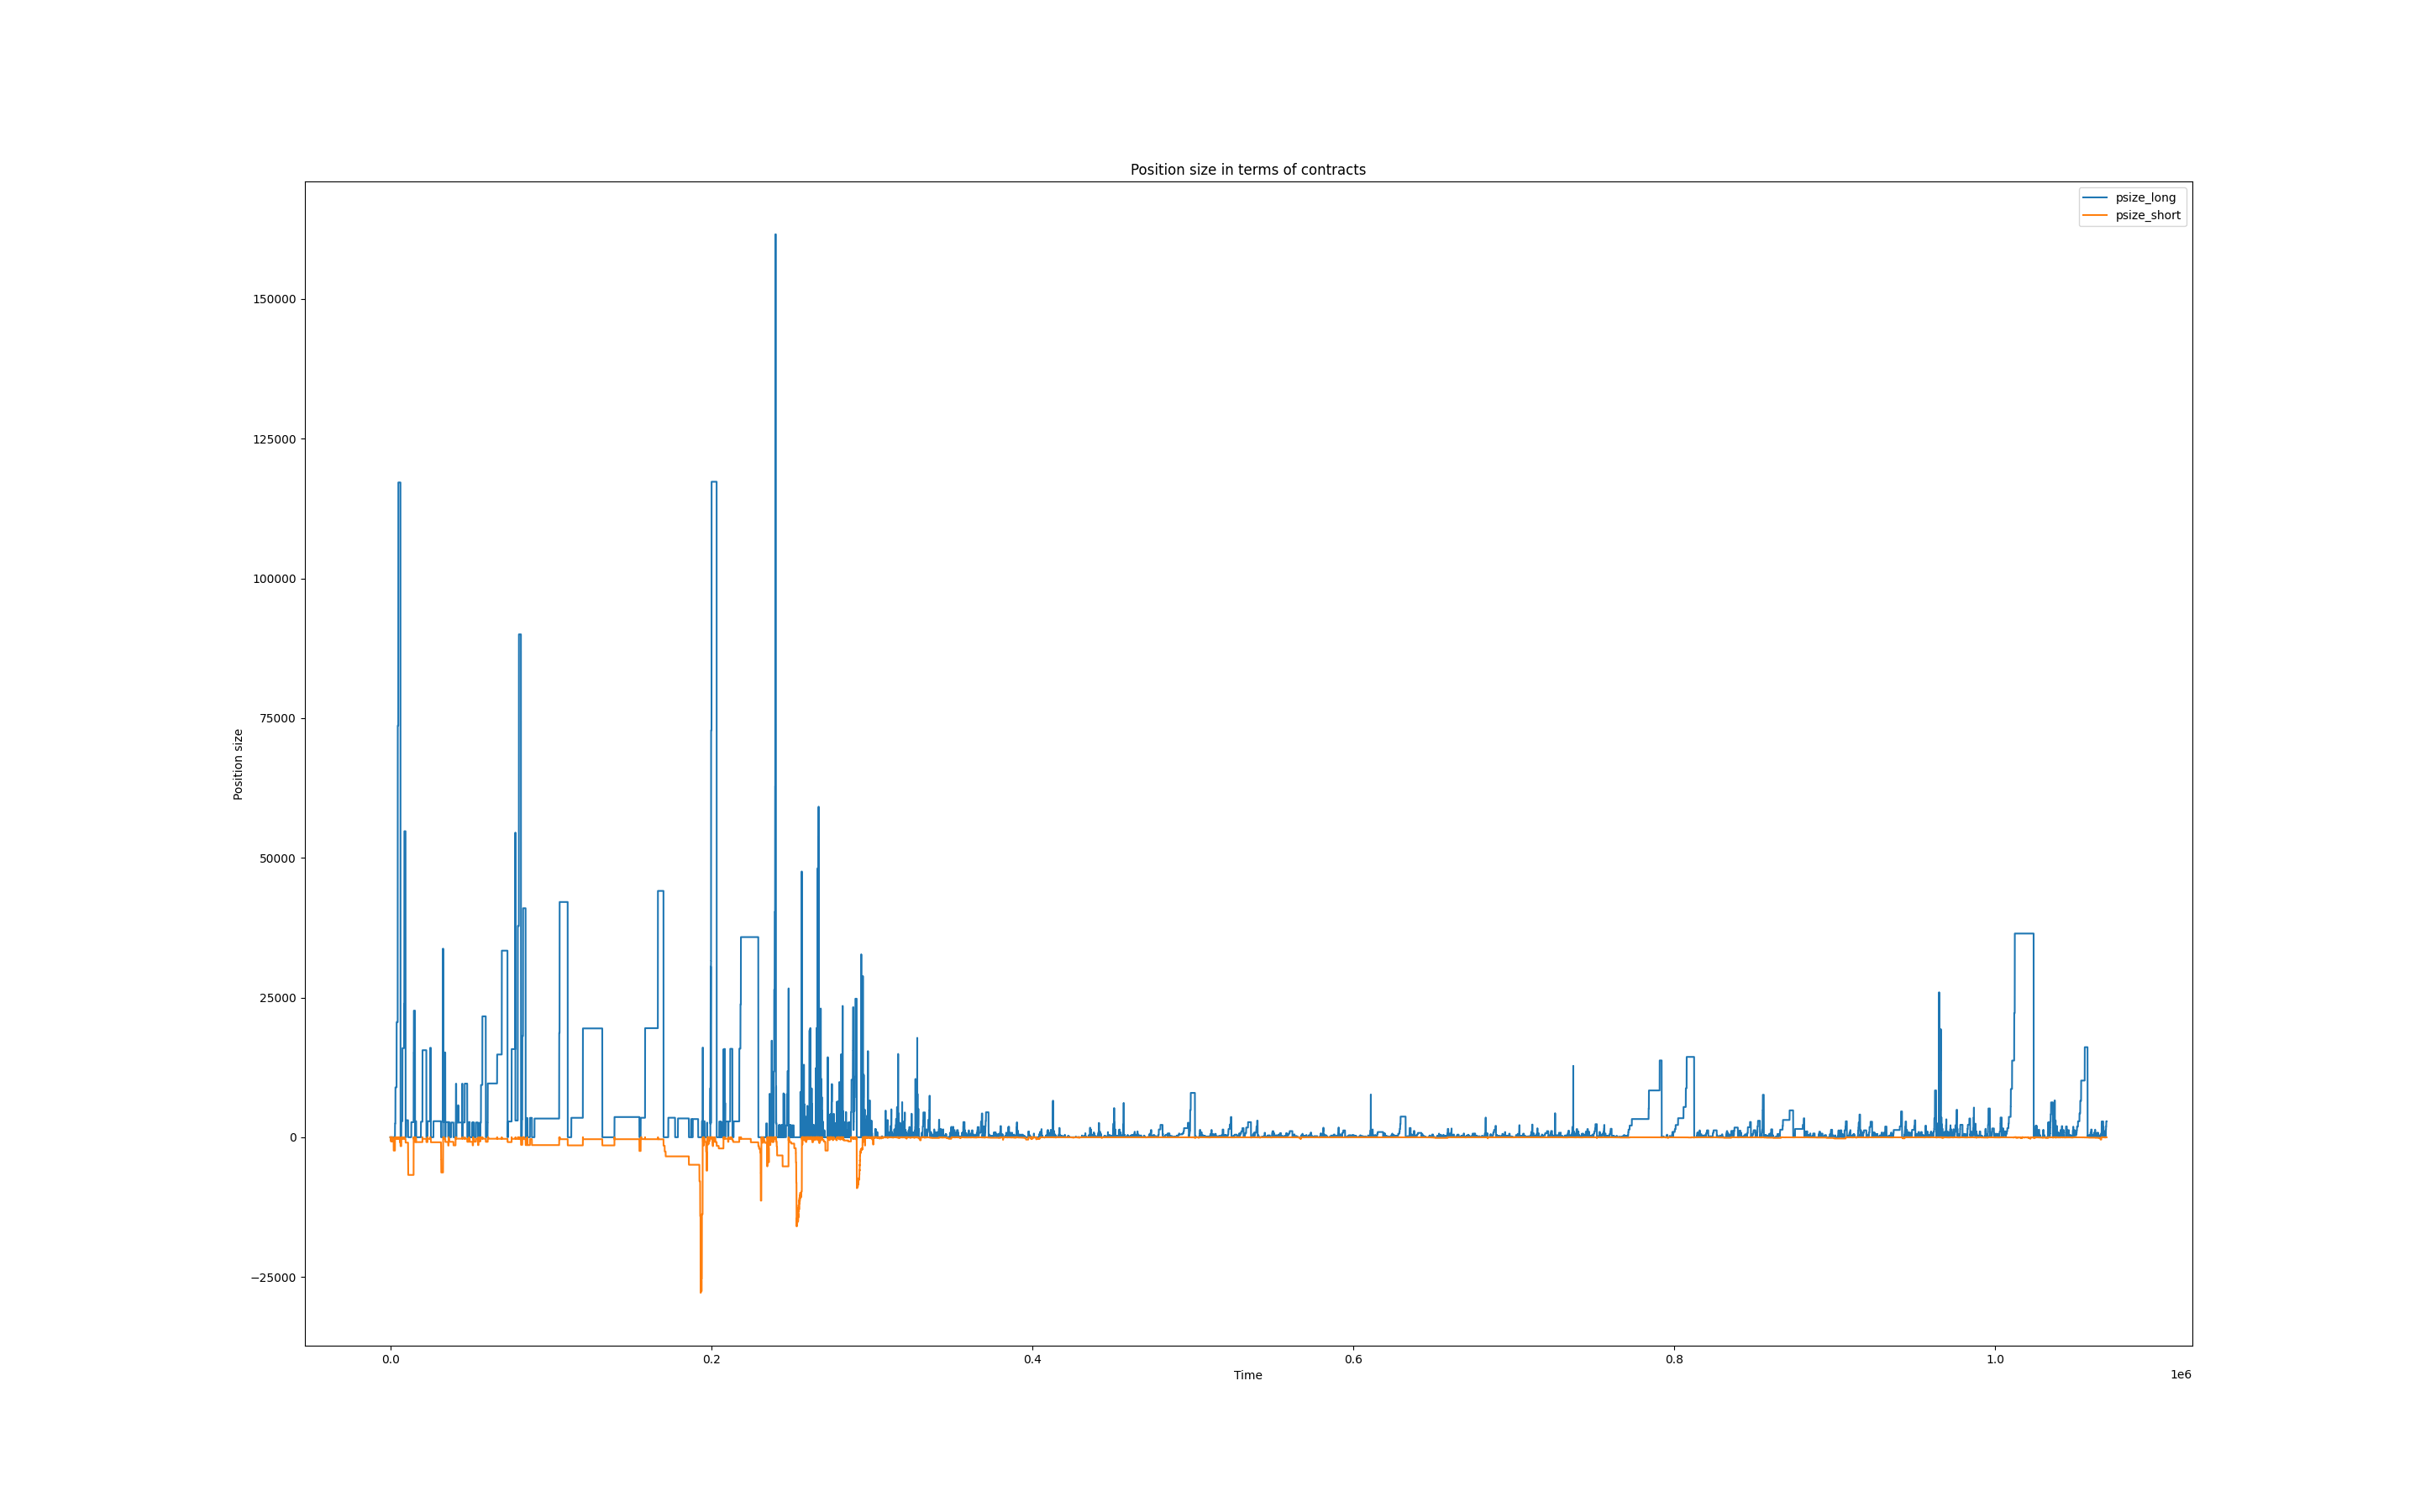 Position size in terms of contracts
psize_long
psize_short
150000
125000
100000
75000
50000
25000
0
−25000
Position size
0.0 0.2 0.4 0.6 0.8 1.0
Time
1e6